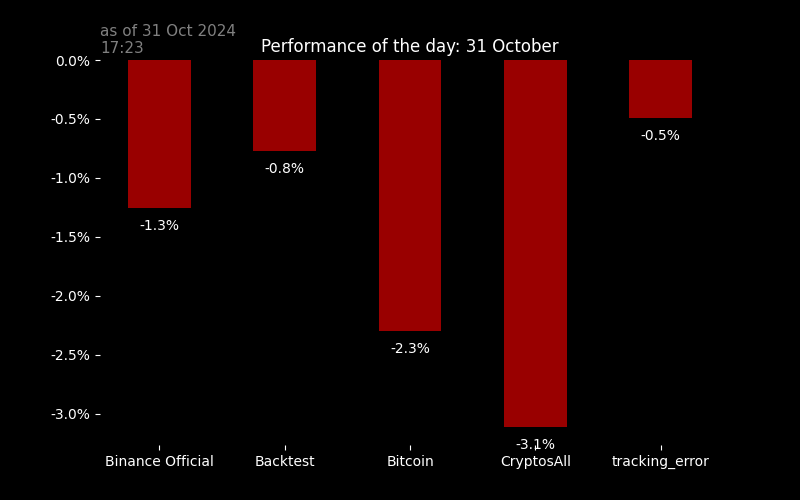 as of 31 Oct 2024
17:23
Performance of the day: 31 October
0.0%
-0.5%
-1.0%
-1.5%
-2.0%
-2.5%
-3.0%
-1.3%
-0.8%
-2.3%
-3.1%
-0.5%
Binance Official
Backtest
Bitcoin
CryptosAll
tracking_error